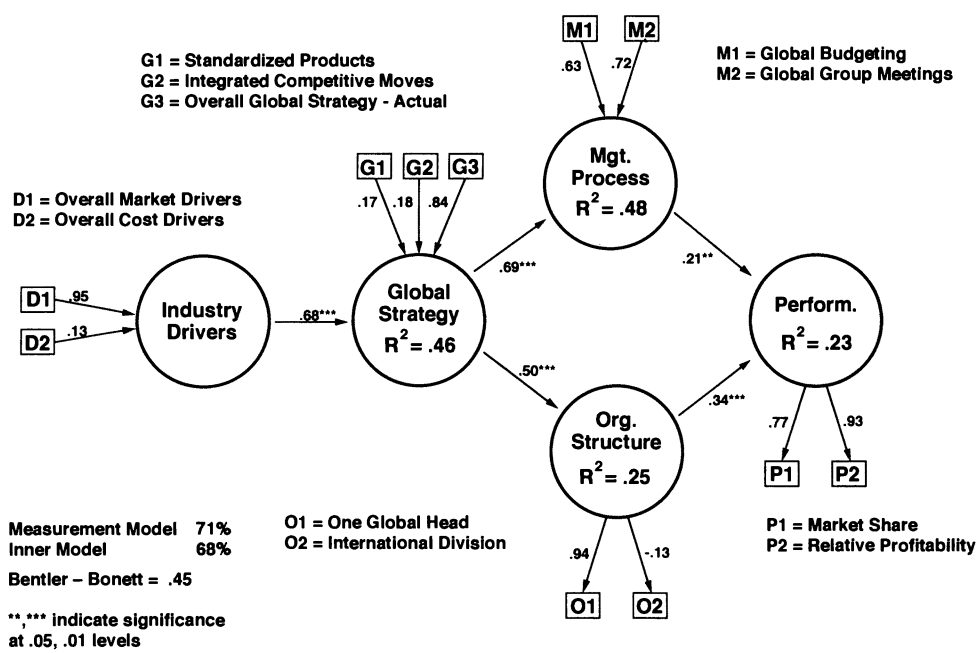 G1 = Standardized Products
G2 = Integrated Competitive Moves
G3 = Overall Global Strategy - Actual
M1 M2
.63 .72
M1 = Global Budgeting
M2 = Global Group Meetings
Mgt.
Process
R2 = .48
D1 = Overall Market Drivers
D2 = Overall Cost Drivers
G1 G2 G3
.17 .18 .84
D1 .95
D2 .13
Industry
Drivers
.68***
Global
Strategy
R2 = .46
.69***
.50***
.21**
.34***
Perform.
R2 = .23
Org.
Structure
R2 = .25
.77 .93
P1 P2
P1 = Market Share
P2 = Relative Profitability
O1 = One Global Head
O2 = International Division
.94 -.13
O1 O2
Measurement Model 71%
Inner Model 68%
Bentler – Bonett = .45
**,*** indicate significance
at .05, .01 levels